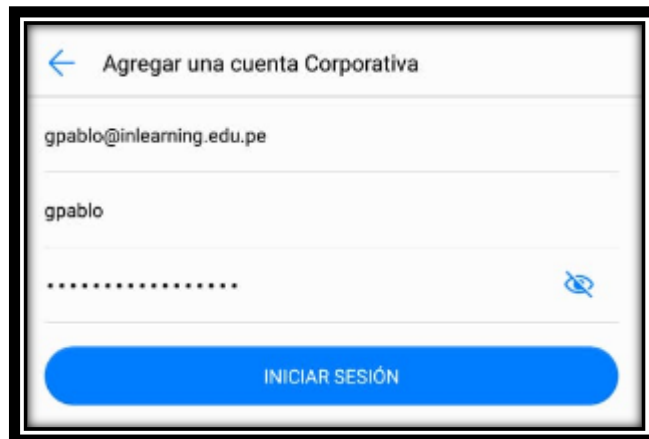 Agregar una cuenta Corporativa
gpablo@inlearning.edu.pe
gpablo
•••••••••••••••••
INICIAR SESIÓN